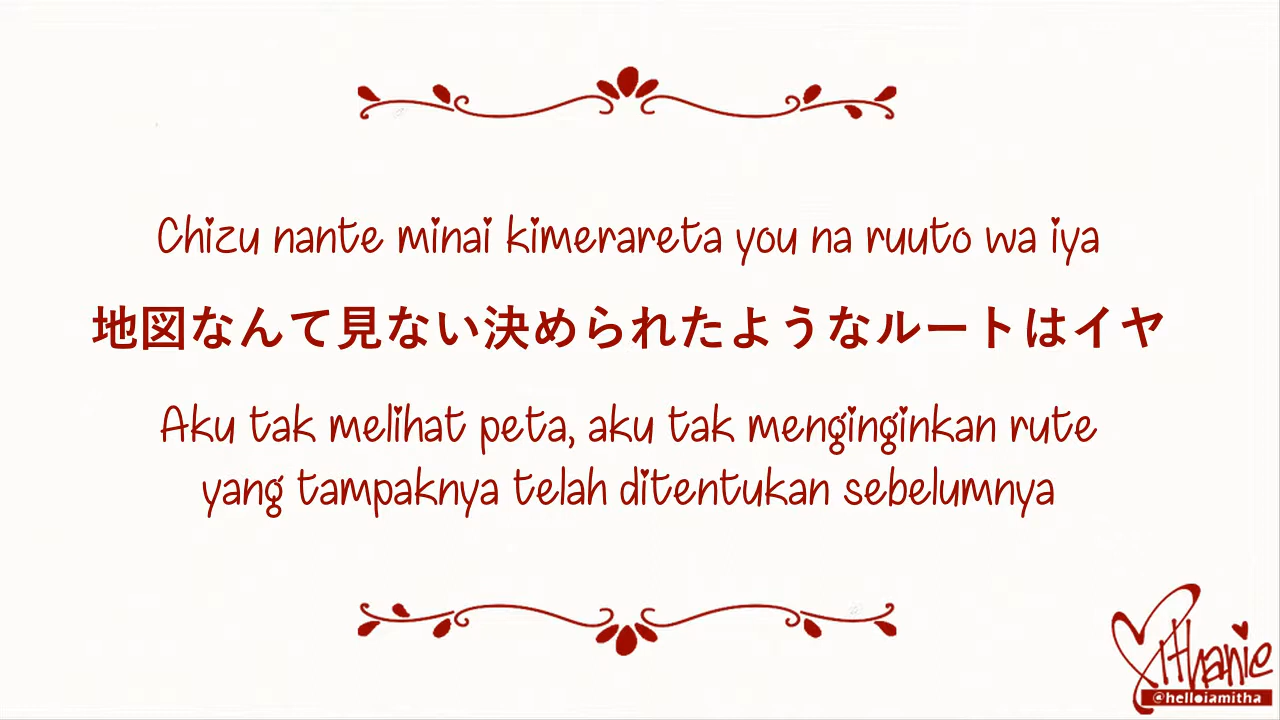 Chizu nante minai kimerareta you na ruuto wa iya
地図なんて見ない決められたようなルートはイヤ
Aku tak melihat peta, aku tak menginginkan rute
yang tampaknya telah ditentukan sebelumnya
Mithanie
@helloiamitha